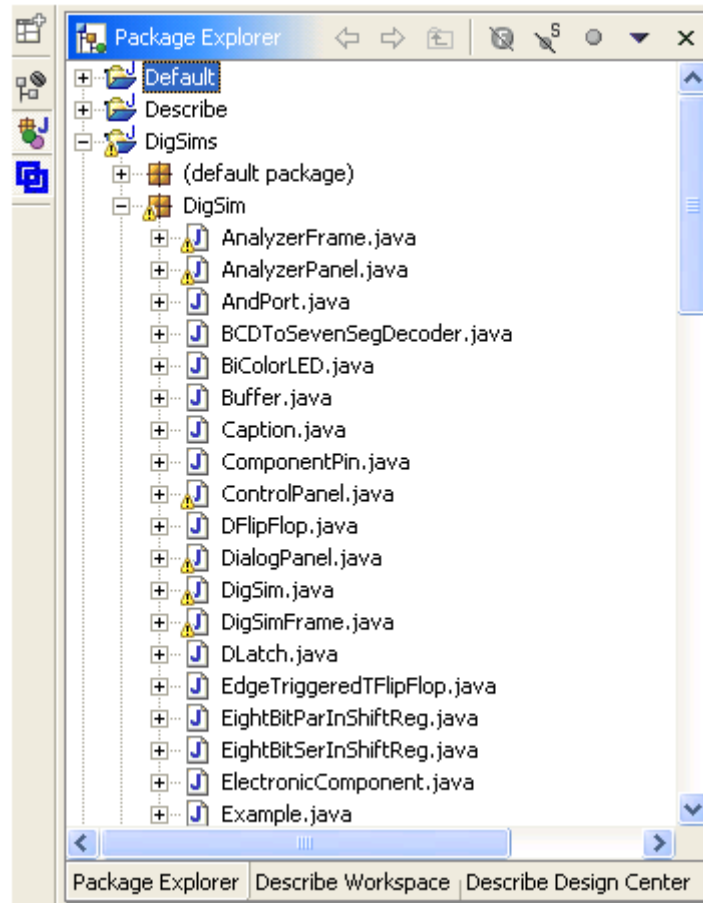 Package Explorer
S
Default
Describe
DigSims
(default package)
DigSim
AnalyzerFrame.java
AnalyzerPanel.java
AndPort.java
BCDToSevenSegDecoder.java
BiColorLED.java
Buffer.java
Caption.java
ComponentPin.java
ControlPanel.java
DFlipFlop.java
DialogPanel.java
DigSim.java
DigSimFrame.java
DLatch.java
EdgeTriggeredTFlipFlop.java
EightBitParInShiftReg.java
EightBitSerInShiftReg.java
ElectronicComponent.java
Example.java
Package Explorer Describe Workspace Describe Design Center